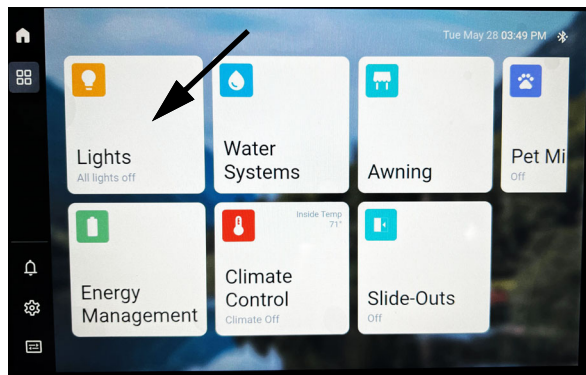 Tue May 28 03:49 PM
Lights
All lights off
Water
Systems
Awning
Pet Mi
Off
Energy
Management
Inside Temp
71°
Climate
Control
Climate Off
Slide-Outs
Off